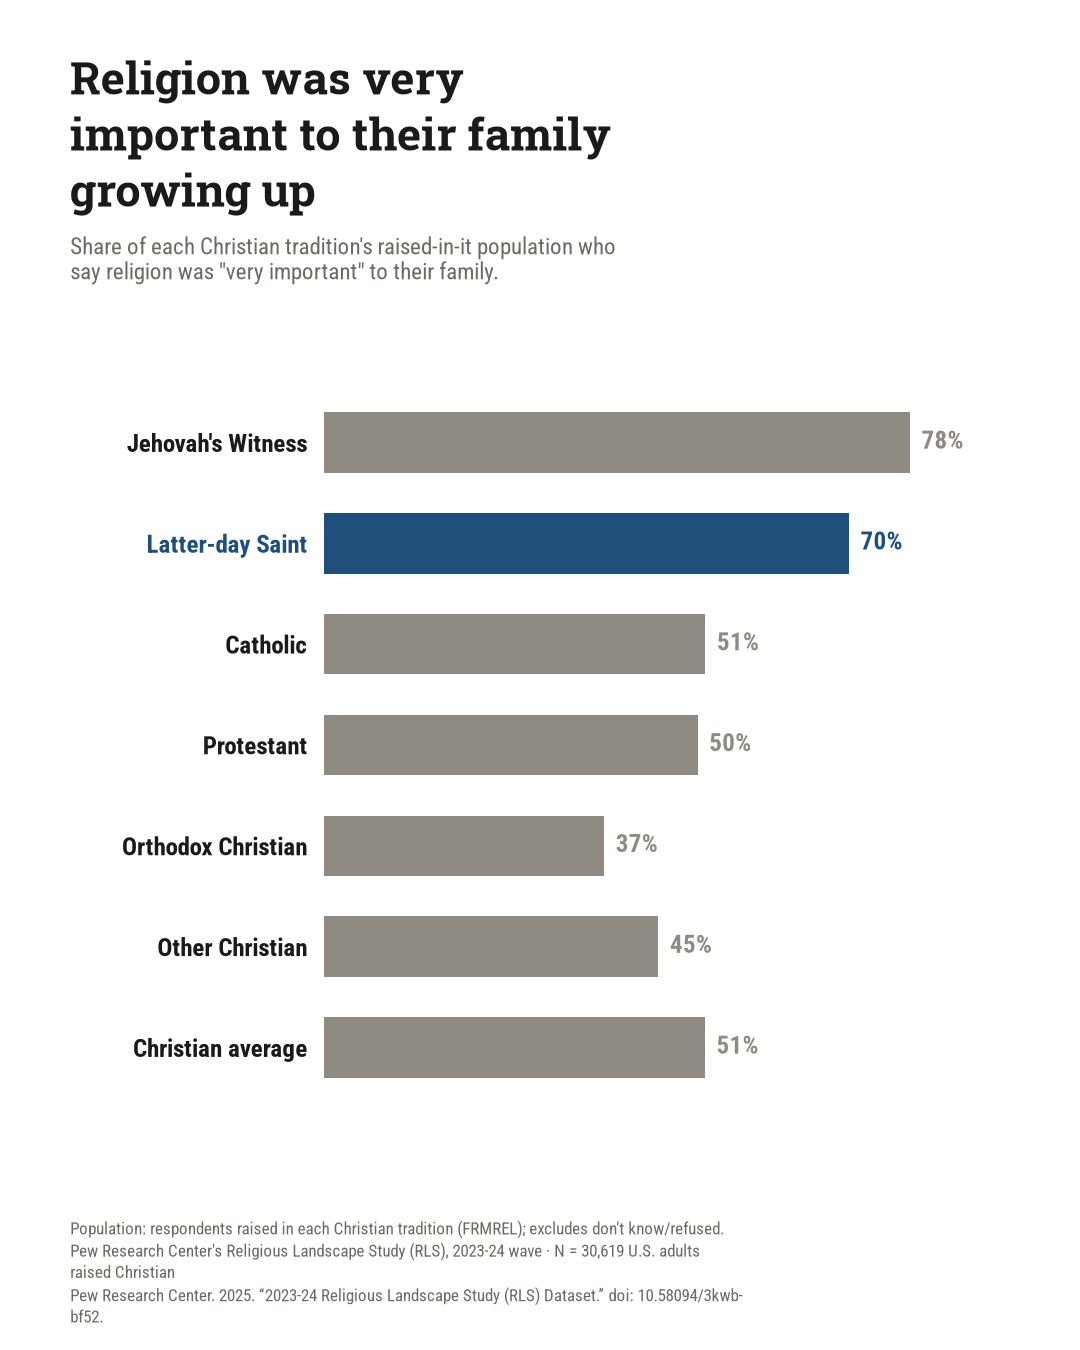 Religion was very
important to their family
growing up
Share of each Christian tradition's raised-in-it population who
say religion was "very important" to their family.
Jehovah's Witness 78%
Latter-day Saint 70%
Catholic 51%
Protestant 50%
Orthodox Christian 37%
Other Christian 45%
Christian average 51%
Population: respondents raised in each Christian tradition (FRMREL); excludes don't know/refused.
Pew Research Center's Religious Landscape Study (RLS), 2023-24 wave · N = 30,619 U.S. adults
raised Christian
Pew Research Center. 2025. “2023-24 Religious Landscape Study (RLS) Dataset.” doi: 10.58094/3kwb-
bf52.